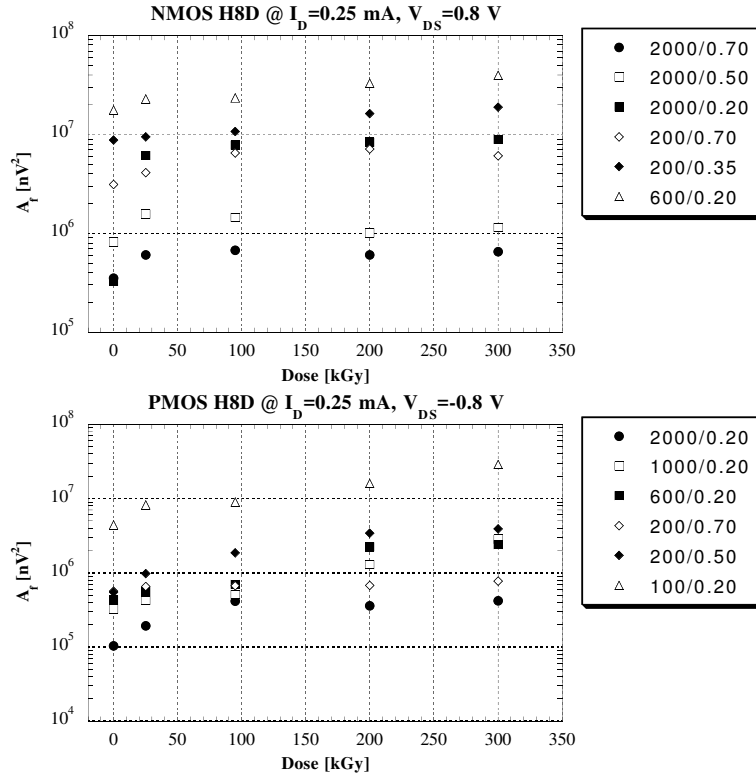 NMOS H8D @ I_D=0.25 mA, V_DS=0.8 V
10^8
10^7
10^6
10^5
A_f [nV^2]
0 50 100 150 200 250 300 350
Dose [kGy]
2000/0.70
2000/0.50
2000/0.20
200/0.70
200/0.35
600/0.20
PMOS H8D @ I_D=0.25 mA, V_DS=-0.8 V
10^8
10^7
10^6
10^5
10^4
A_f [nV^2]
0 50 100 150 200 250 300 350
Dose [kGy]
2000/0.20
1000/0.20
600/0.20
200/0.70
200/0.50
100/0.20